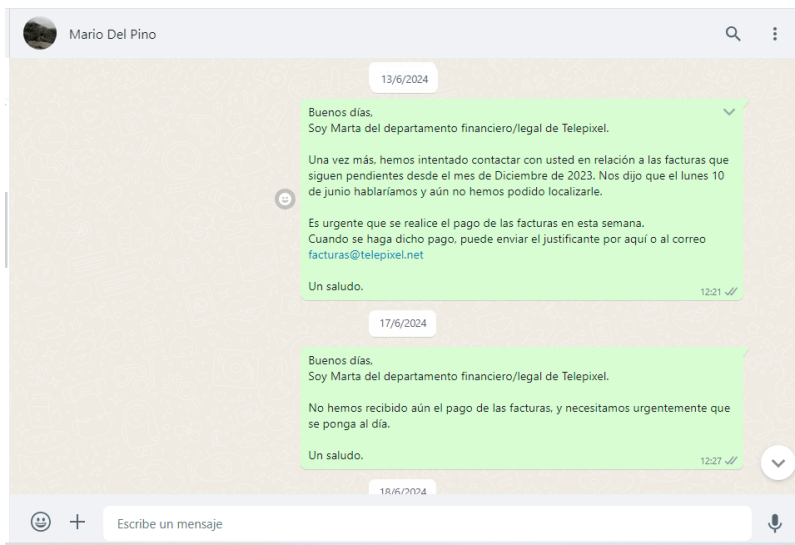 Mario Del Pino
13/6/2024
Buenos días,
Soy Marta del departamento financiero/legal de Telepixel.
Una vez más, hemos intentado contactar con usted en relación a las facturas que
siguen pendientes desde el mes de Diciembre de 2023. Nos dijo que el lunes 10
de junio hablaríamos y aún no hemos podido localizarle.
Es urgente que se realice el pago de las facturas en esta semana.
Cuando se haga dicho pago, puede enviar el justificante por aquí o al correo
facturas@telepixel.net
Un saludo.
12:21
17/6/2024
Buenos días,
Soy Marta del departamento financiero/legal de Telepixel.
No hemos recibido aún el pago de las facturas, y necesitamos urgentemente que
se ponga al día.
Un saludo.
12:27
18/6/2024
Escribe un mensaje